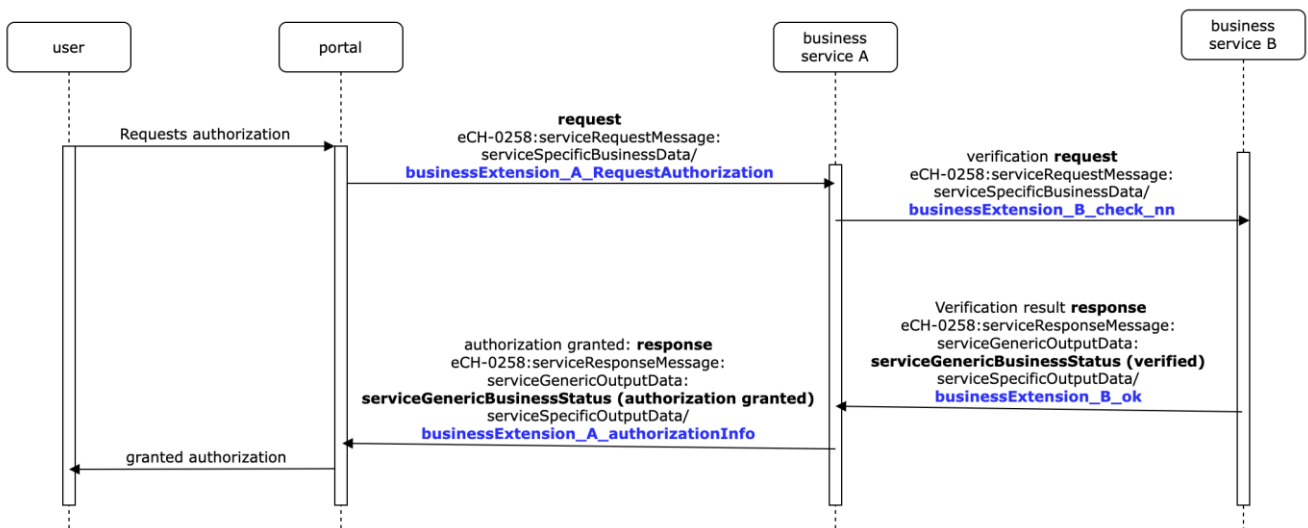 user
portal
business
service A
business
service B
Requests authorization
request
eCH-0258:serviceRequestMessage:
serviceSpecificBusinessData/
businessExtension_A_RequestAuthorization
verification request
eCH-0258:serviceRequestMessage:
serviceSpecificBusinessData/
businessExtension_B_check_nn
Verification result response
eCH-0258:serviceResponseMessage:
serviceGenericOutputData:
serviceGenericBusinessStatus (verified)
serviceSpecificOutputData/
businessExtension_B_ok
authorization granted: response
eCH-0258:serviceResponseMessage:
serviceGenericOutputData:
serviceGenericBusinessStatus (authorization granted)
serviceSpecificOutputData/
businessExtension_A_authorizationInfo
granted authorization